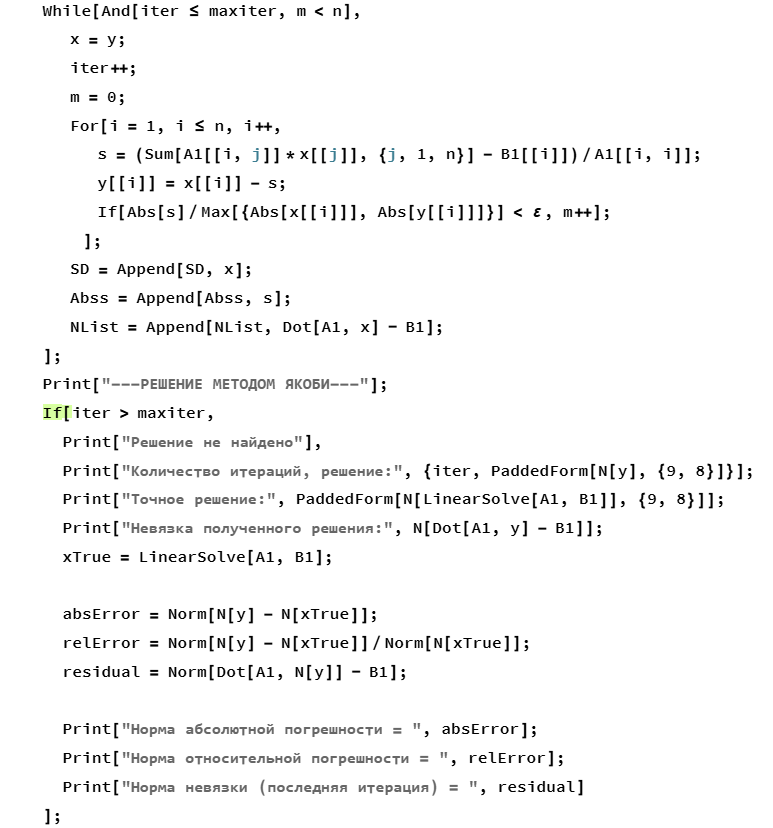 While[And[iter ≤ maxiter, m < n],
x = y;
iter++;
m = 0;
For[i = 1, i ≤ n, i++,
s = (Sum[A1[[i, j]] * x[[j]], {j, 1, n}] - B1[[i]]) / A1[[i, i]];
y[[i]] = x[[i]] - s;
If[Abs[s] / Max[{Abs[x[[i]]], Abs[y[[i]]]}] < ε, m++];
];
SD = Append[SD, x];
Abss = Append[Abss, s];
NList = Append[NList, Dot[A1, x] - B1];
];
Print["---РЕШЕНИЕ МЕТОДОМ ЯКОБИ---"];
If[iter > maxiter,
Print["Решение не найдено"],
Print["Количество итераций, решение:", {iter, PaddedForm[N[y], {9, 8}]}];
Print["Точное решение:", PaddedForm[N[LinearSolve[A1, B1]], {9, 8}]];
Print["Невязка полученного решения:", N[Dot[A1, y] - B1]];
xTrue = LinearSolve[A1, B1];
absError = Norm[N[y] - N[xTrue]];
relError = Norm[N[y] - N[xTrue]] / Norm[N[xTrue]];
residual = Norm[Dot[A1, N[y]] - B1];
Print["Норма абсолютной погрешности = ", absError];
Print["Норма относительной погрешности = ", relError];
Print["Норма невязки (последняя итерация) = ", residual]
];